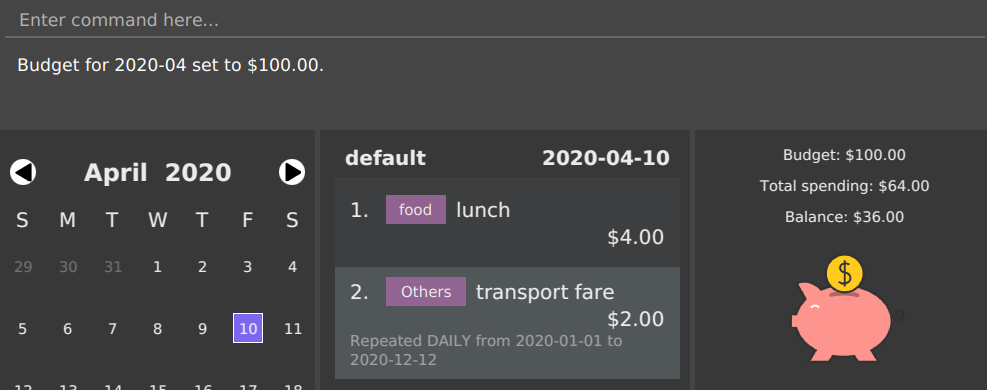 Enter command here...
Budget for 2020-04 set to $100.00.
April 2020
S M T W T F S
29 30 31 1 2 3 4
5 6 7 8 9 10 11
12 13 14 15 16 17 18
default 2020-04-10
1. food lunch
$4.00
2. Others transport fare
$2.00
Repeated DAILY from 2020-01-01 to
2020-12-12
Budget: $100.00
Total spending: $64.00
Balance: $36.00
$